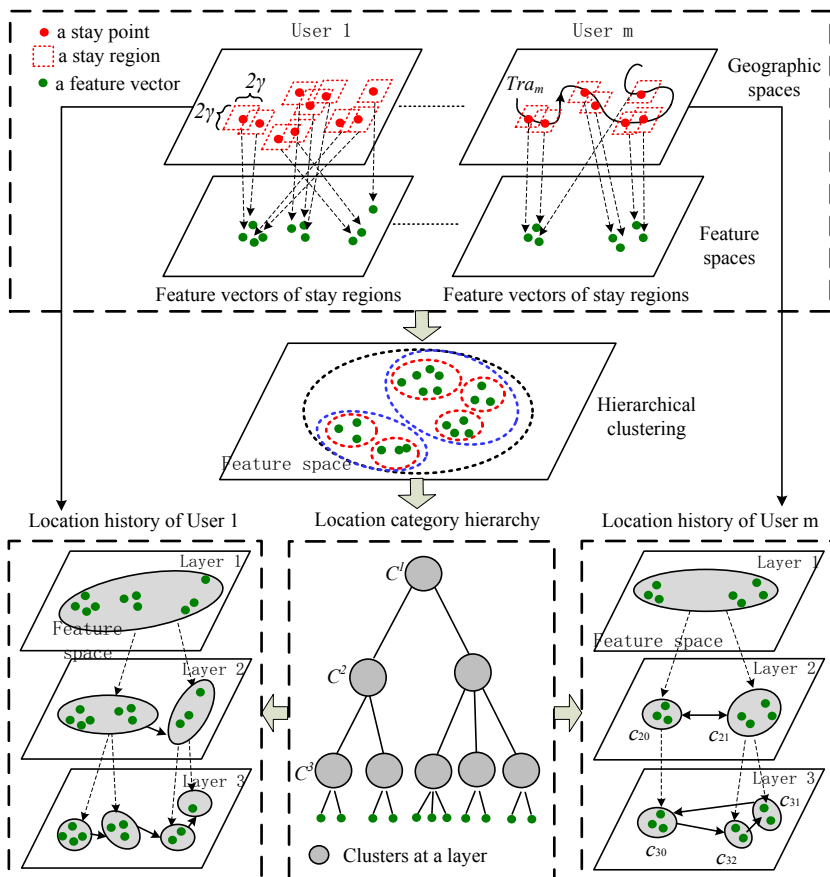 a stay point
a stay region
a feature vector
User 1
User m
Geographic spaces
2γ
2γ
Tra_m
Feature spaces
Feature vectors of stay regions
Feature vectors of stay regions
Hierarchical clustering
Feature space
Location history of User 1
Location category hierarchy
Location history of User m
Layer 1
Feature space
Layer 2
Layer 3
C^1
C^2
C^3
Clusters at a layer
Layer 1
Feature space
Layer 2
c_20
c_21
Layer 3
c_31
c_30
c_32